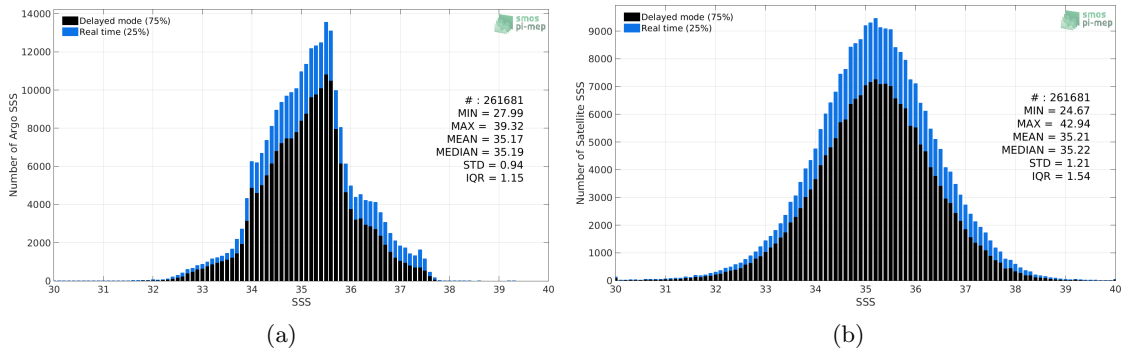 Delayed mode (75%)
Real time (25%)
smos
pi-mep
14000
12000
10000
8000
6000
4000
2000
0
Number of Argo SSS
# : 261681
MIN = 27.99
MAX = 39.32
MEAN = 35.17
MEDIAN = 35.19
STD = 0.94
IQR = 1.15
30 31 32 33 34 35 36 37 38 39 40
SSS
(a)
Delayed mode (75%)
Real time (25%)
smos
pi-mep
9000
8000
7000
6000
5000
4000
3000
2000
1000
0
Number of Satellite SSS
# : 261681
MIN = 24.67
MAX = 42.94
MEAN = 35.21
MEDIAN = 35.22
STD = 1.21
IQR = 1.54
30 31 32 33 34 35 36 37 38 39 40
SSS
(b)